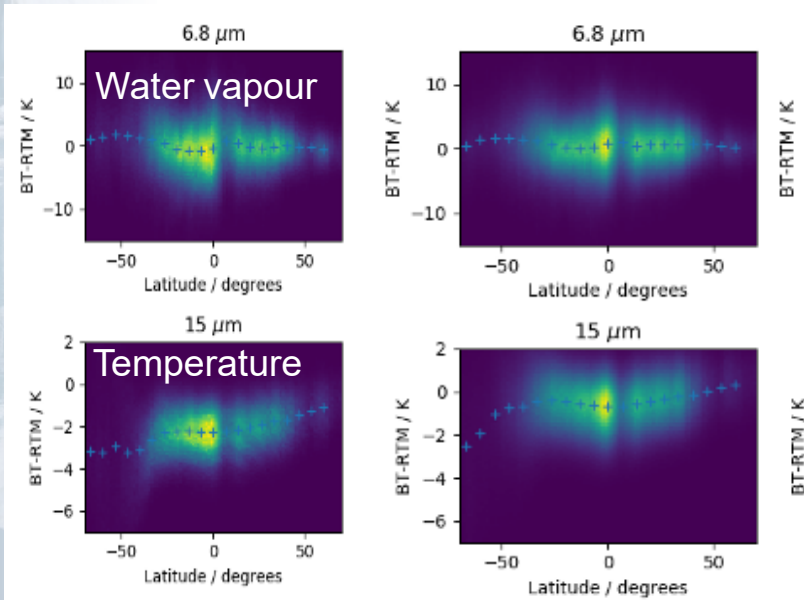 6.8 μm
Water vapour
10
0
−10
BT-RTM / K
−50 0 50
Latitude / degrees
6.8 μm
10
0
−10
BT-RTM / K
−50 0 50
Latitude / degrees
BT-RTM / K
15 μm
Temperature
2
0
−2
−4
−6
BT-RTM / K
−50 0 50
Latitude / degrees
15 μm
2
0
−2
−4
−6
BT-RTM / K
−50 0 50
Latitude / degrees
BT-RTM / K